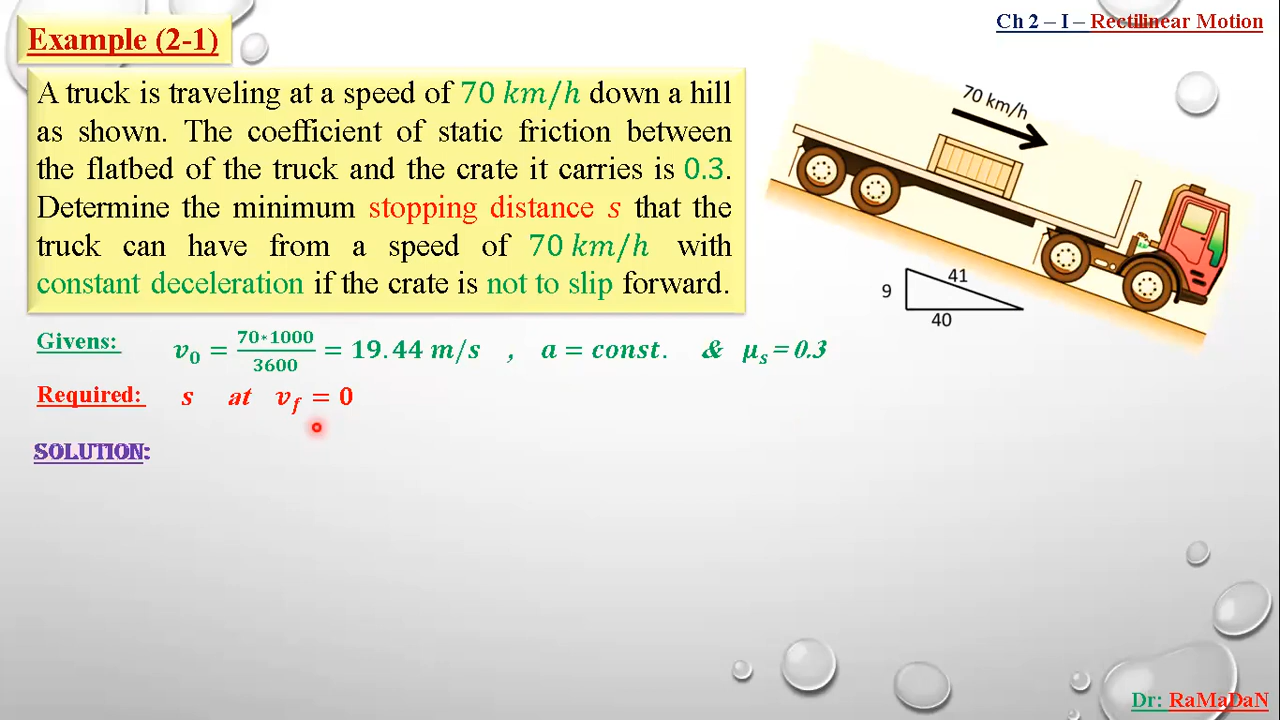 Ch 2 – I – Rectilinear Motion
Example (2-1)
A truck is traveling at a speed of 70 km/h down a hill
as shown. The coefficient of static friction between
the flatbed of the truck and the crate it carries is 0.3.
Determine the minimum stopping distance s that the
truck can have from a speed of 70 km/h with
constant deceleration if the crate is not to slip forward.
70 km/h
41
9
40
Givens: v₀ = 70*1000/3600 = 19.44 m/s , a = const. & μₛ = 0.3
Required: s at v_f = 0
SOLUTION:
Dr: RaMaDaN